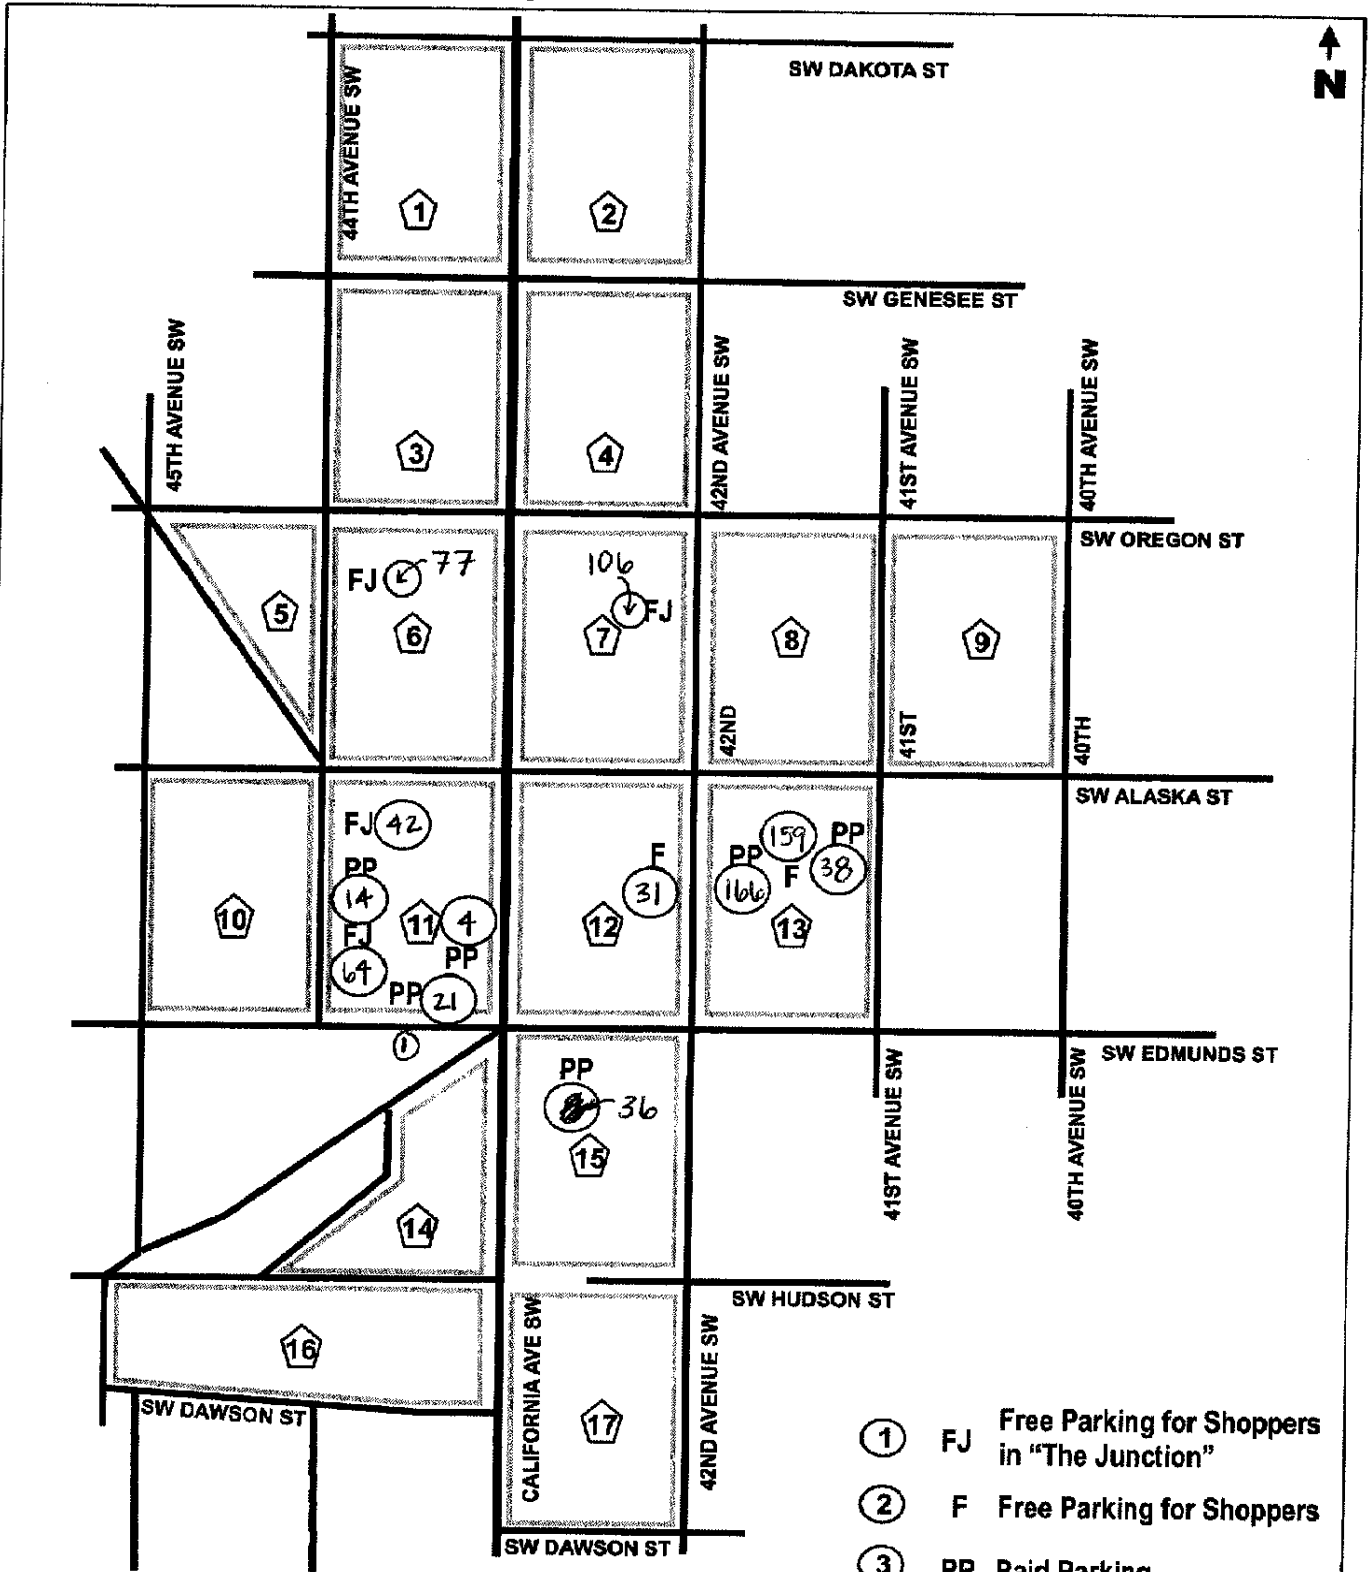 N
SW DAKOTA ST
44TH AVENUE SW
1
2
SW GENESEE ST
45TH AVENUE SW
3
4
42ND AVENUE SW
41ST AVENUE SW
40TH AVENUE SW
SW OREGON ST
5
FJ 77
6
106
FJ
7
8
9
42ND
41ST
40TH
SW ALASKA ST
10
FJ 42
PP
14
11
4
FJ
64
PP
PP 21
F
31
12
159
PP
PP
166
F
38
13
SW EDMUNDS ST
1
PP
36
15
14
41ST AVENUE SW
40TH AVENUE SW
SW HUDSON ST
16
SW DAWSON ST
CALIFORNIA AVE SW
17
42ND AVENUE SW
SW DAWSON ST
1 FJ Free Parking for Shoppers
in “The Junction”
2 F Free Parking for Shoppers
3 PP Paid Parking